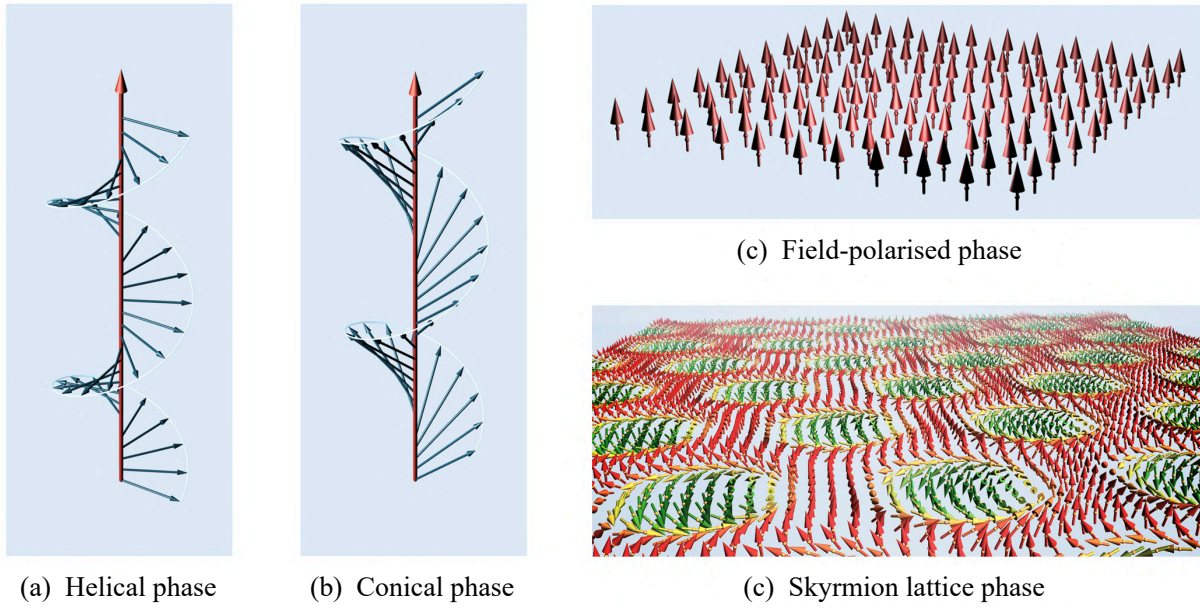 (c) Field-polarised phase
(a) Helical phase
(b) Conical phase
(c) Skyrmion lattice phase